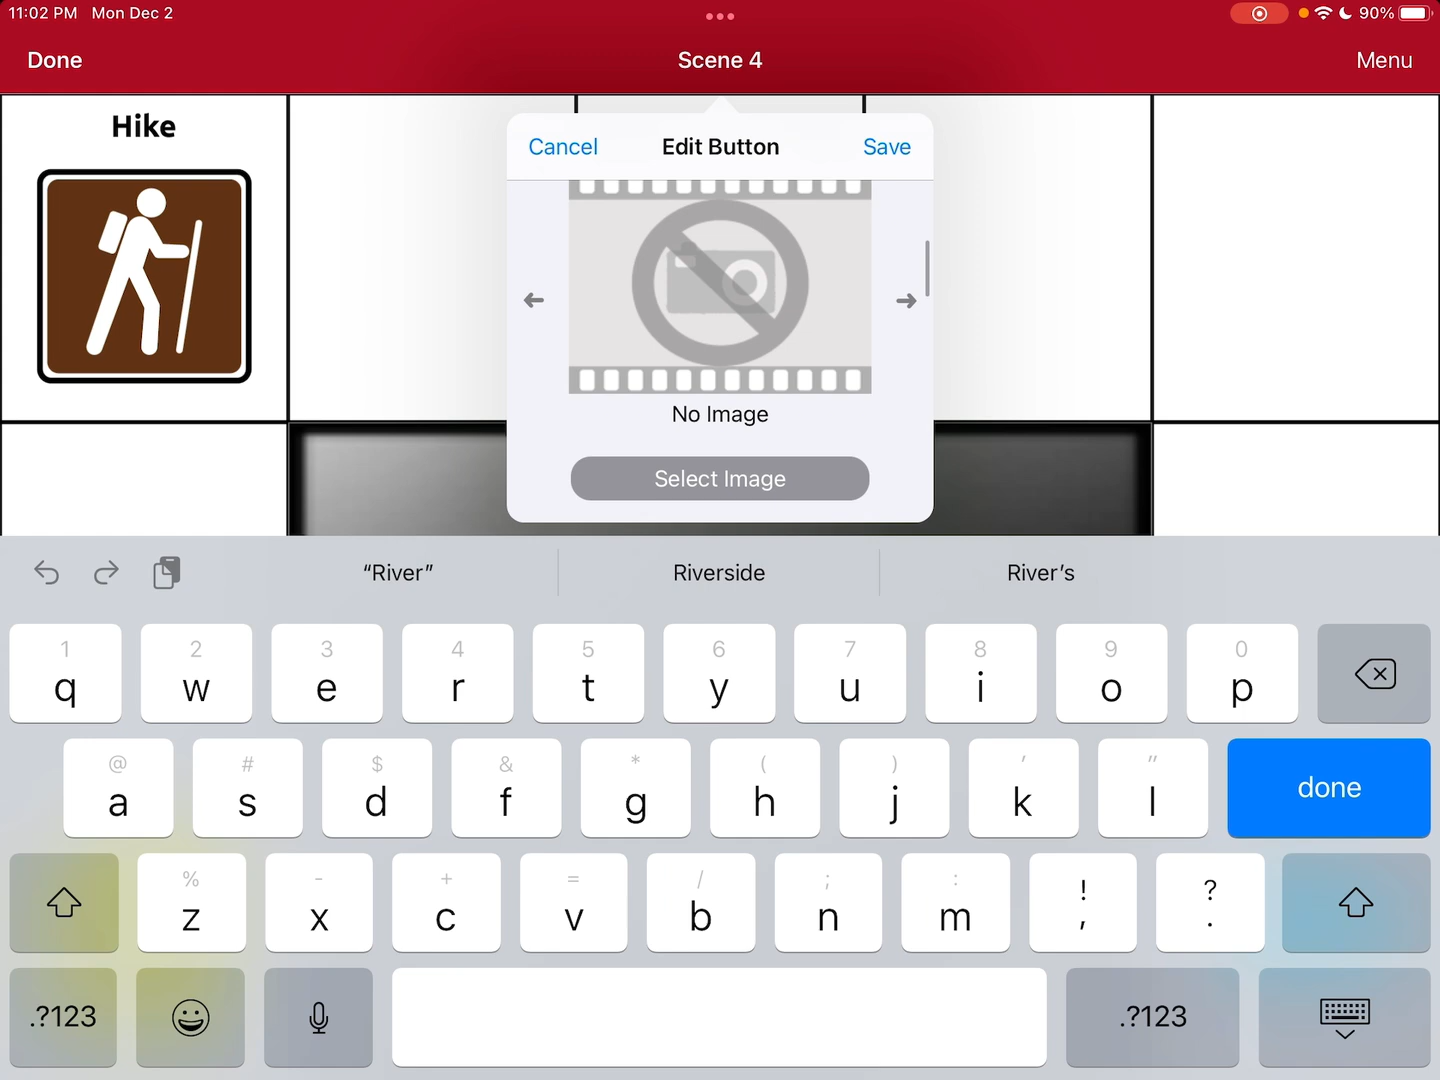 11:02 PM Mon Dec 2
90%
Done
Scene 4
Menu
Hike
Cancel
Edit Button
Save
No Image
Select Image
“River”
Riverside
River’s
1 2 3 4 5 6 7 8 9 0
q w e r t y u i o p
@ # $ & * ( ) ' "
a s d f g h j k l
done
% - + = / ; : ! ?
z x c v b n m , .
.?123
.?123